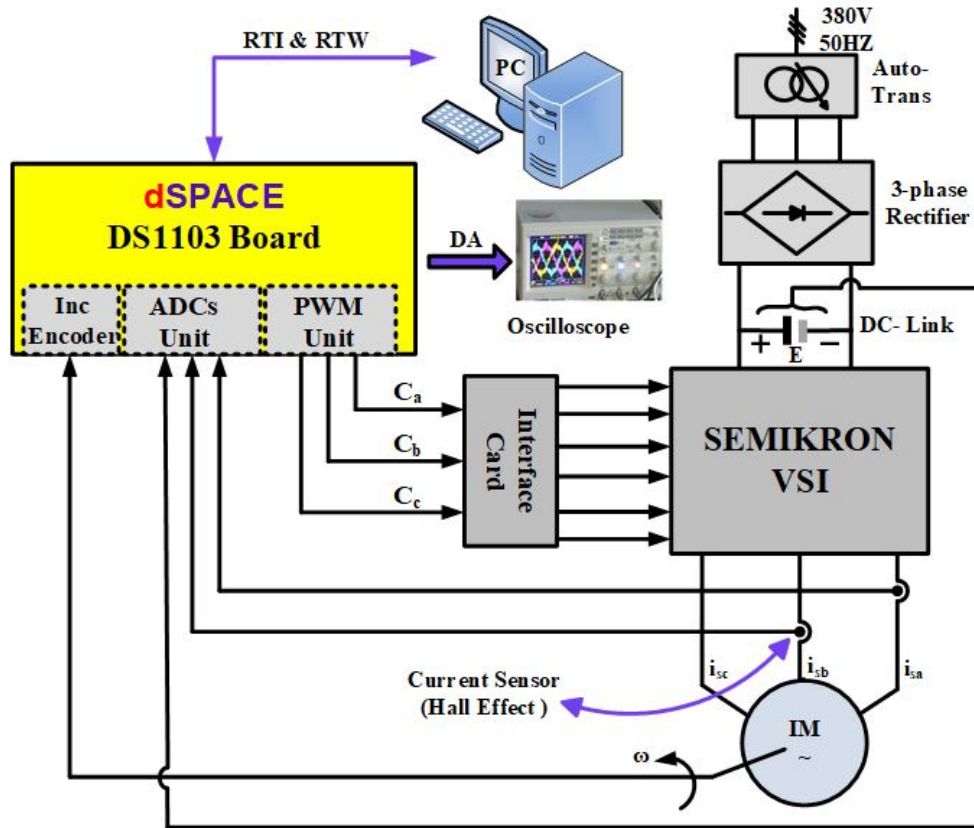 380V
50HZ
RTI & RTW
PC
Auto-
Trans
dSPACE
DS1103 Board
3-phase
Rectifier
DA
Inc
Encoder
ADCs
Unit
PWM
Unit
Oscilloscope
DC- Link
+ E −
Ca
Cb
Cc
Interface
Card
SEMIKRON
VSI
isc
isb
isa
Current Sensor
(Hall Effect )
IM
~
ω